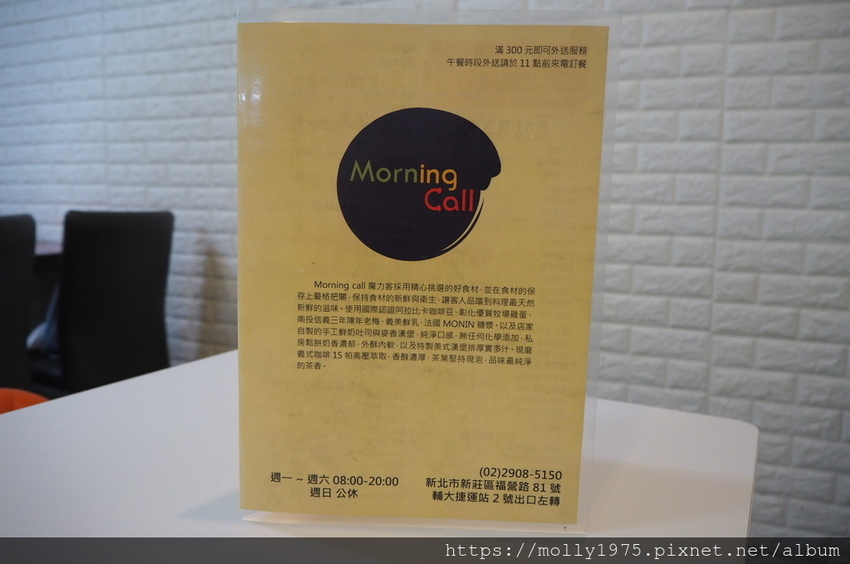 滿 300 元即可外送服務
午餐時段外送請於 11 點前來電訂餐
Morning
Call
Morning call 魔力客採用精心挑選的好食材，並在食材的保
存上嚴格把關，保持食材的新鮮與衛生，讓客人品嚐到料理最天然
新鮮的滋味。使用國際認證阿拉比卡咖啡豆，彰化優質牧場雞蛋，
南投信義三年陳年老梅，義美鮮乳，法國 MONIN 糖漿，以及店家
自製的手工鮮奶吐司與麥香漢堡，純淨口感，無任何化學添加，私
房鬆餅奶香濃郁，外酥內軟，以及特製美式漢堡排厚實多汁。現磨
義式咖啡 15 帕高壓萃取，香醇濃厚，茶葉堅持現泡，品味最純淨
的茶香。
週一 ~ 週六 08:00-20:00
週日 公休
(02)2908-5150
新北市新莊區福營路 81 號
輔大捷運站 2 號出口左轉
https://molly1975.pixnet.net/album